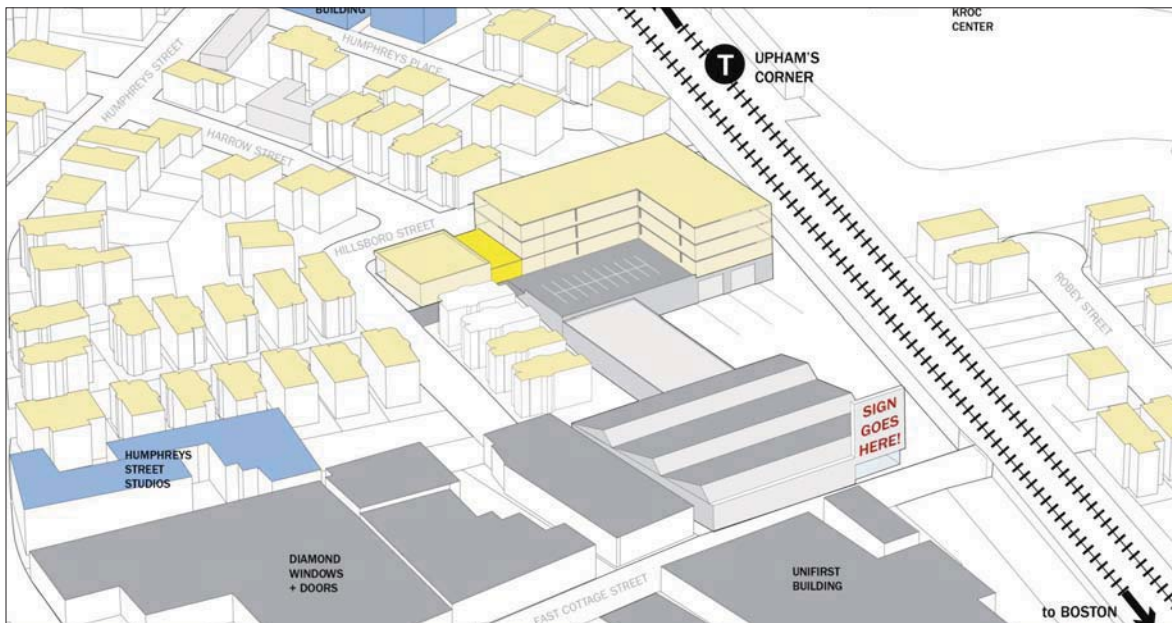 BUILDING
KROC
CENTER
HUMPHREYS PLACE
T
UPHAM'S
CORNER
HUMPHREYS STREET
HARROW STREET
HILLSBORO STREET
ROBEY STREET
SIGN
GOES
HERE!
HUMPHREYS
STREET
STUDIOS
DIAMOND
WINDOWS
+ DOORS
UNIFIRST
BUILDING
EAST COTTAGE STREET
to BOSTON